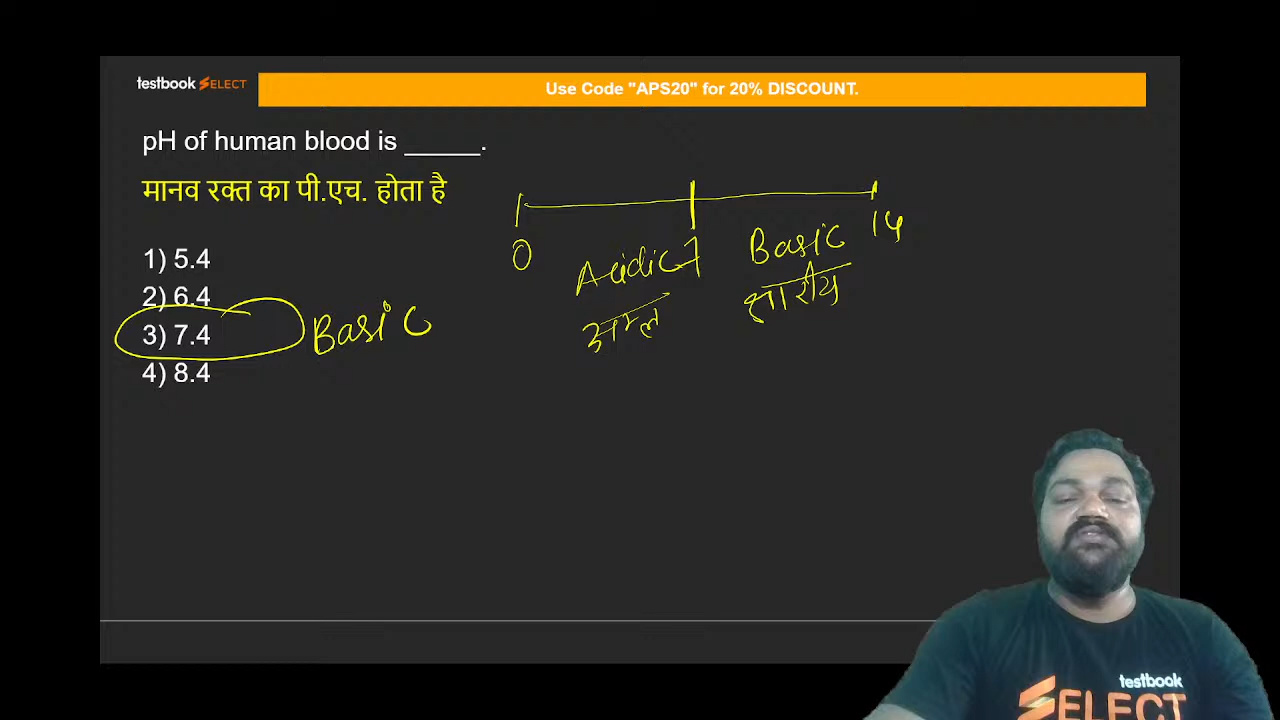 testbook SELECT
Use Code "APS20" for 20% DISCOUNT.
pH of human blood is _____.
मानव रक्त का पी.एच. होता है
1) 5.4
2) 6.4
3) 7.4
4) 8.4
Basic
0
7
14
Acidic
Basic
अम्ल
क्षारीय
testbook
SELECT